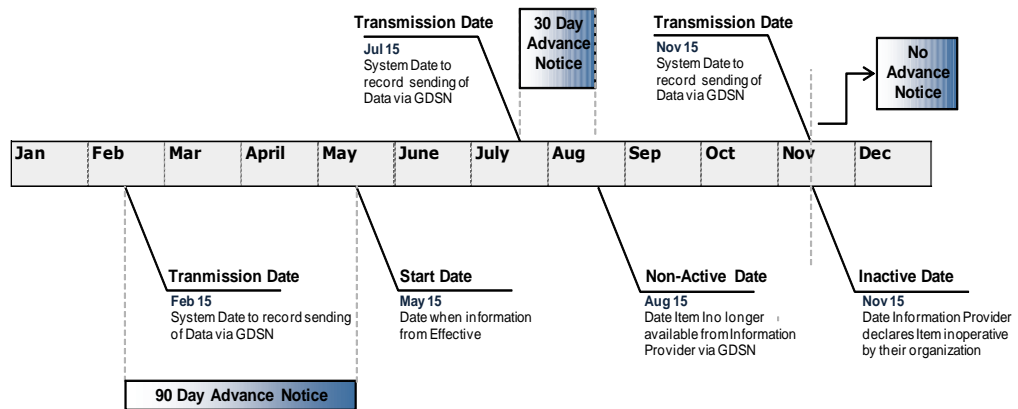 Transmission Date
Jul 15
System Date to
record sending of
Data via GDSN
30 Day
Advance
Notice
Transmission Date
Nov 15
System Date to
record sending of
Data via GDSN
No
Advance
Notice
Jan Feb Mar April May June July Aug Sep Oct Nov Dec
Tranmission Date
Feb 15
System Date to record sending
of Data via GDSN
Start Date
May 15
Date when information
from Effective
Non-Active Date
Aug 15
Date Item Ino longer
available from Information
Provider via GDSN
Inactive Date
Nov 15
Date Information Provider
declares Item inoperative
by their organization
90 Day Advance Notice